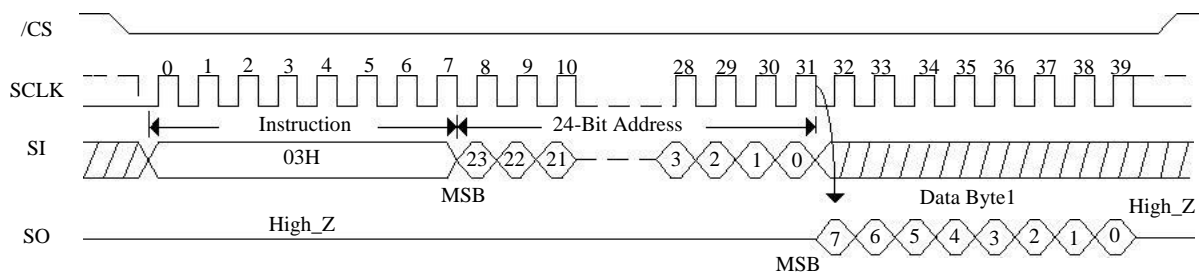 /CS
0 1 2 3 4 5 6 7 8 9 10 28 29 30 31 32 33 34 35 36 37 38 39
SCLK
Instruction 24-Bit Address
SI 03H 23 22 21 3 2 1 0
MSB Data Byte1
High_Z High_Z
SO 7 6 5 4 3 2 1 0
MSB